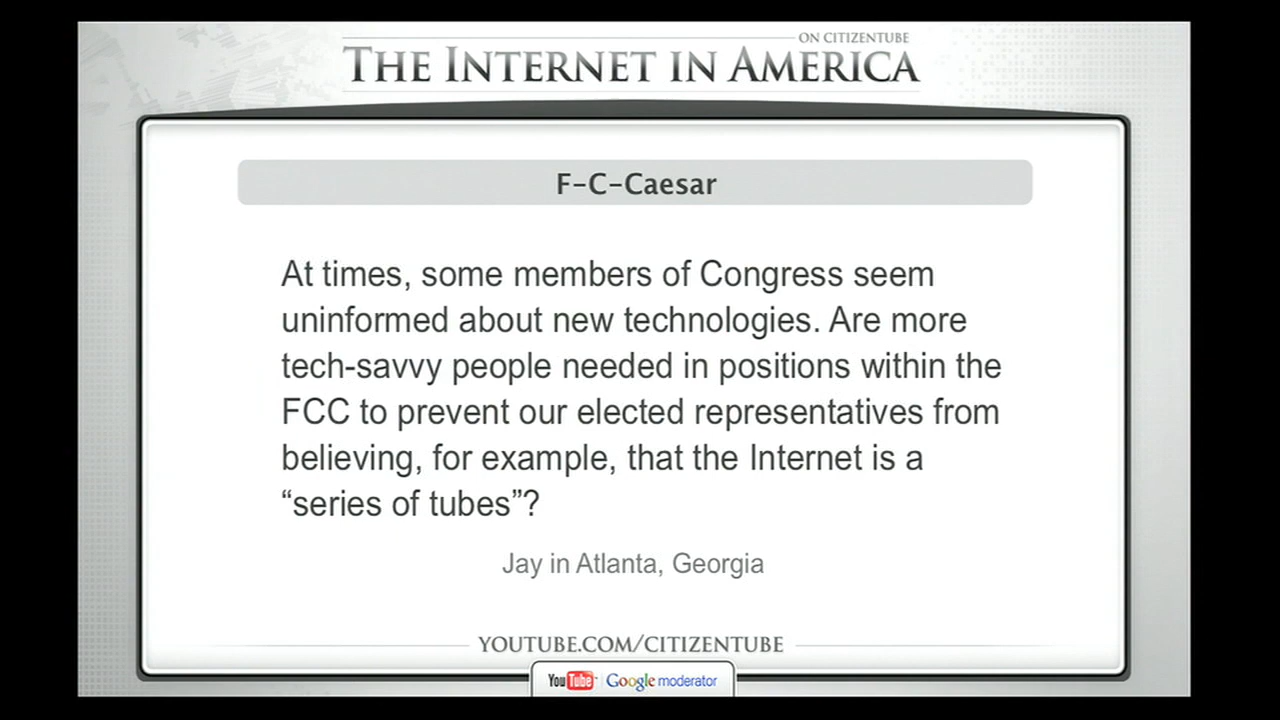 ON CITIZENTUBE
THE INTERNET IN AMERICA
F-C-Caesar
At times, some members of Congress seem
uninformed about new technologies. Are more
tech-savvy people needed in positions within the
FCC to prevent our elected representatives from
believing, for example, that the Internet is a
“series of tubes”?
Jay in Atlanta, Georgia
YOUTUBE.COM/CITIZENTUBE
YouTube Google moderator